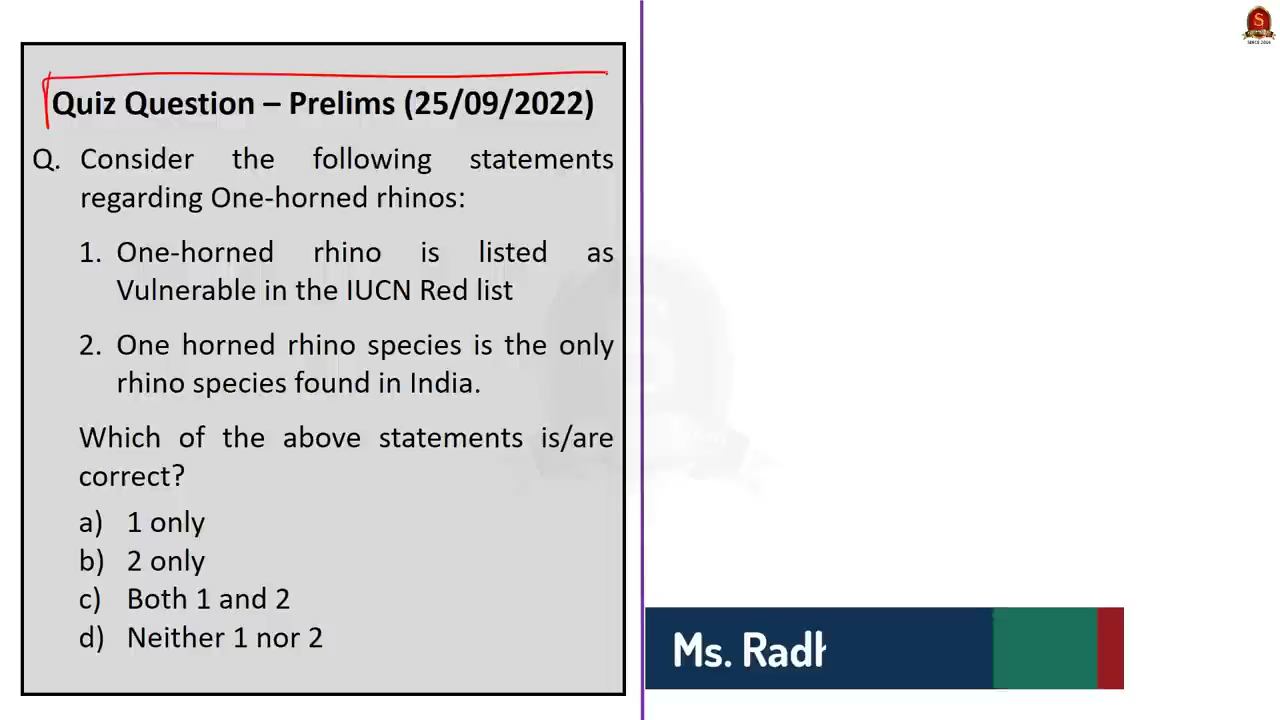 Quiz Question – Prelims (25/09/2022)
Q. Consider the following statements
regarding One-horned rhinos:
1. One-horned rhino is listed as
Vulnerable in the IUCN Red list
2. One horned rhino species is the only
rhino species found in India.
Which of the above statements is/are
correct?
a) 1 only
b) 2 only
c) Both 1 and 2
d) Neither 1 nor 2
S
SINCE 2004
Ms. Radh